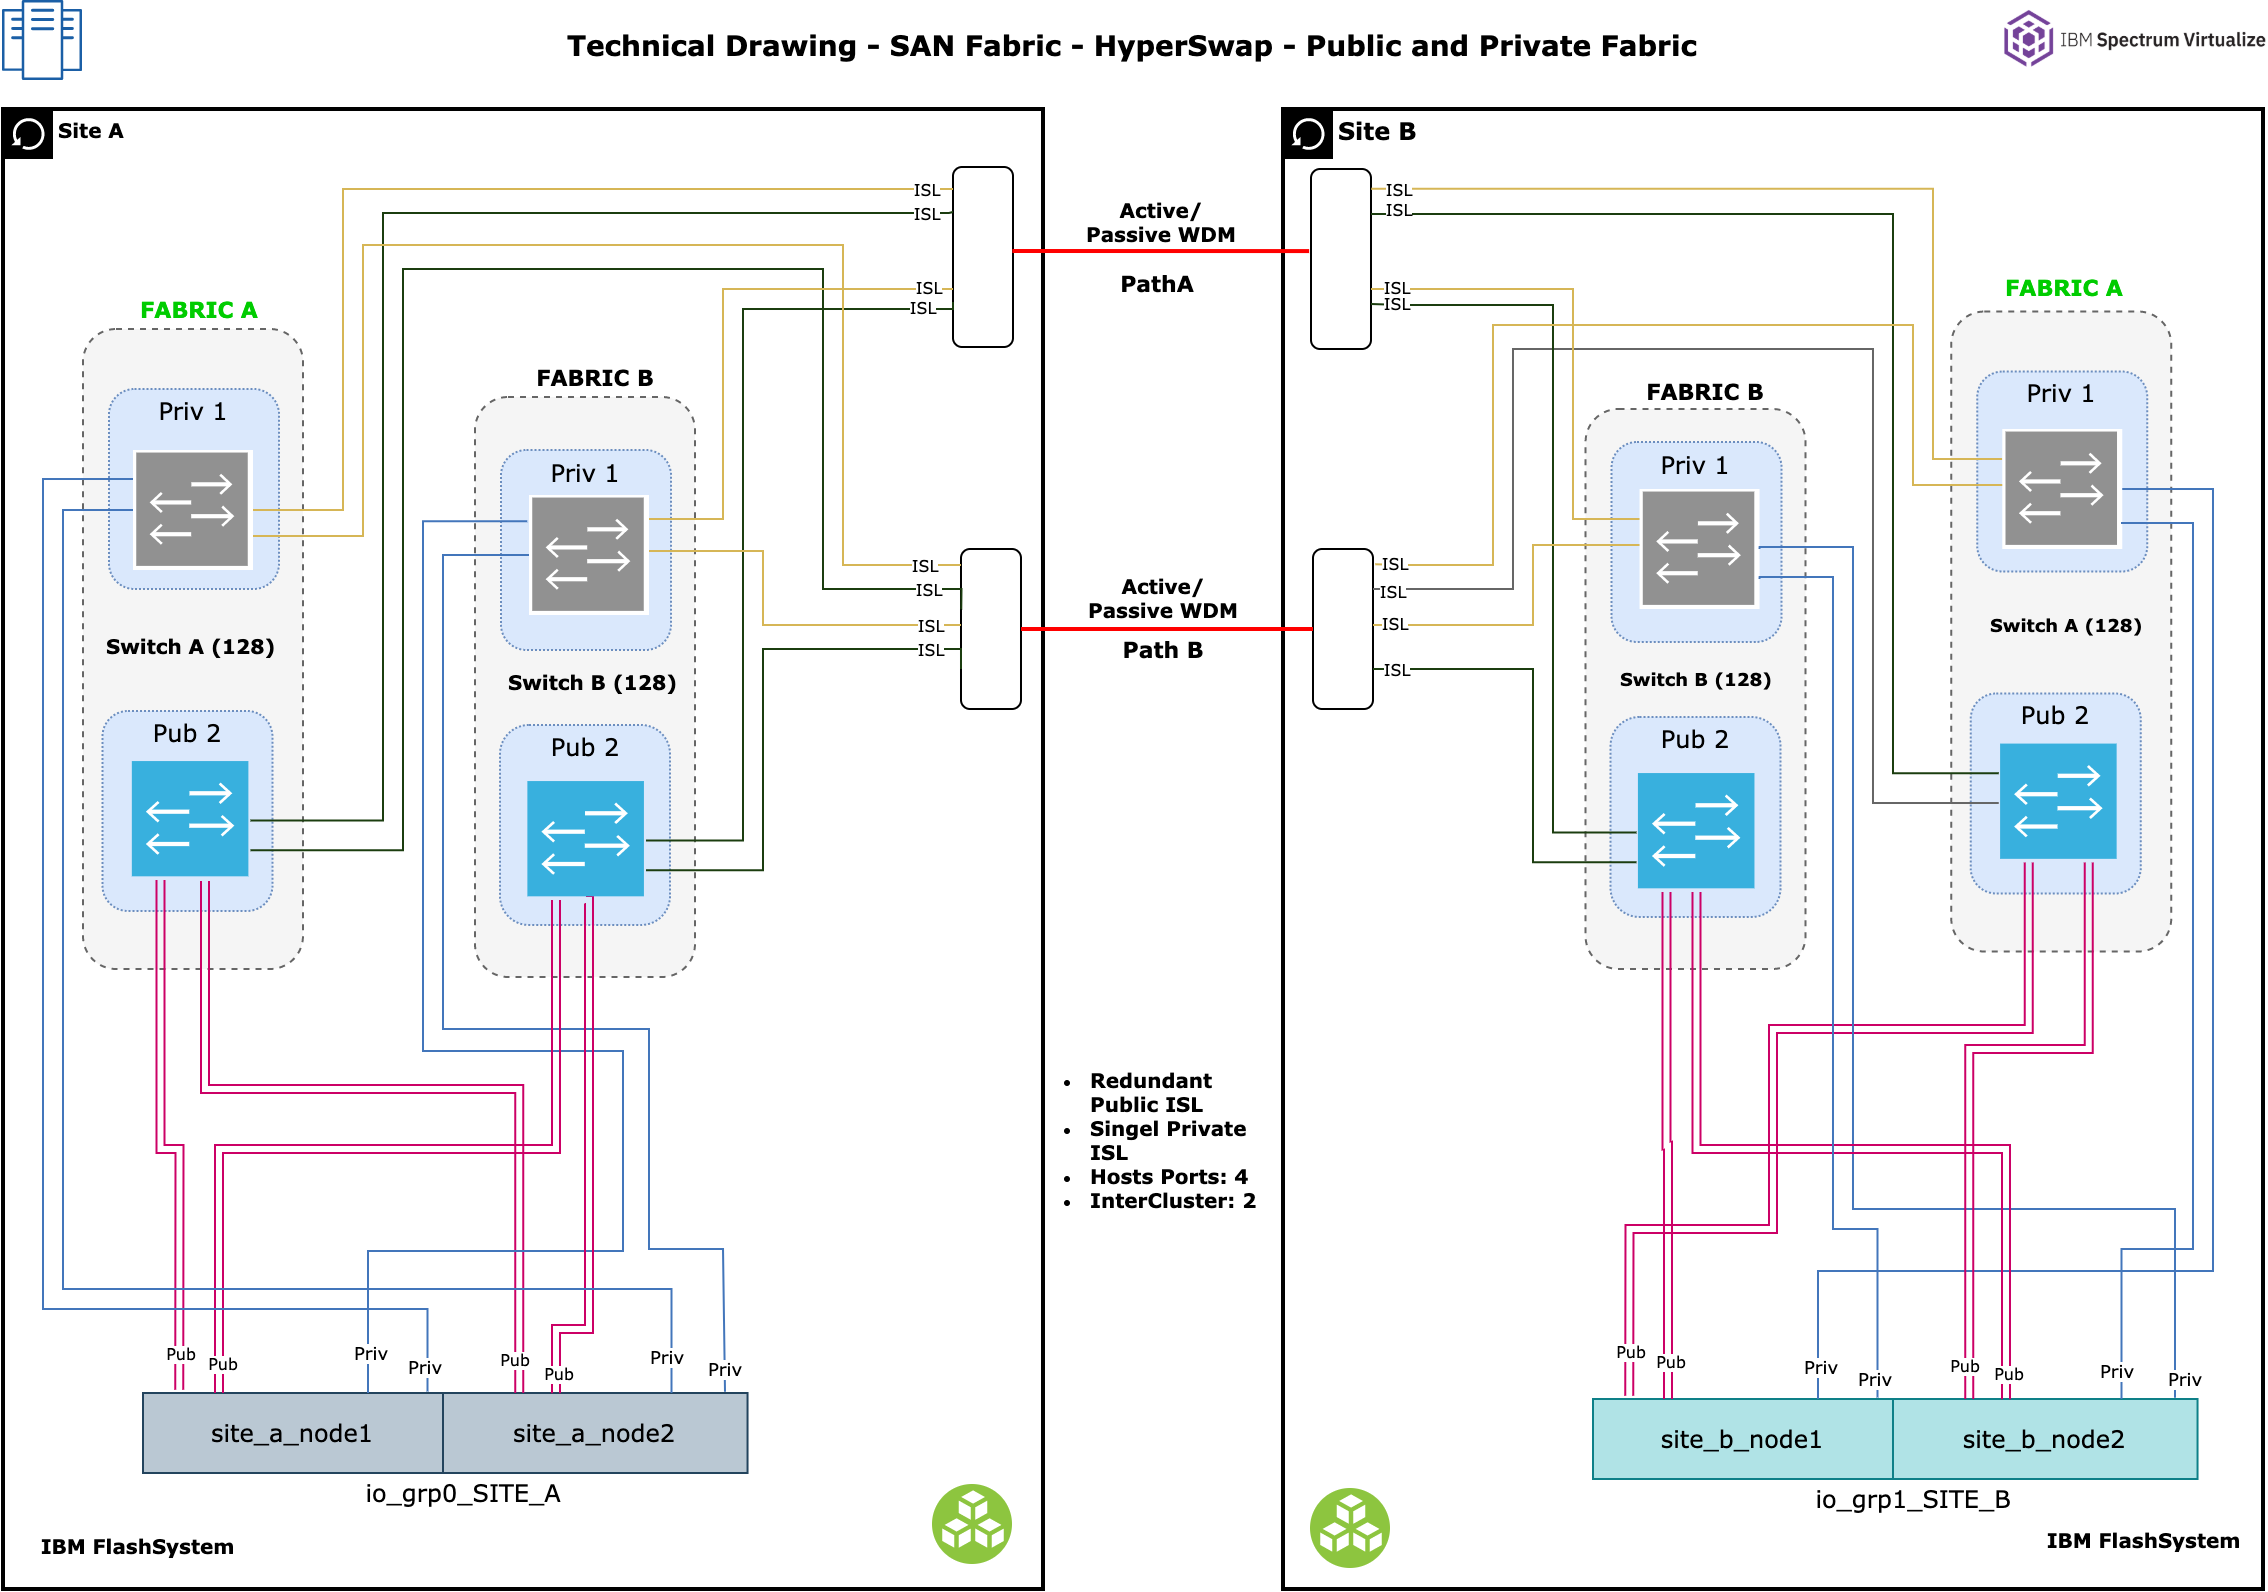 Technical Drawing - SAN Fabric - HyperSwap - Public and Private Fabric
IBM Spectrum Virtualize
Site A
ISL
ISL
ISL
ISL
FABRIC A
Priv 1
Switch A (128)
Pub 2
FABRIC B
Priv 1
Switch B (128)
Pub 2
ISL
ISL
ISL
ISL
Pub
Pub
Priv
Priv
Pub
Pub
Priv
Priv
site_a_node1
site_a_node2
io_grp0_SITE_A
IBM FlashSystem
Active/
Passive WDM
PathA
Active/
Passive WDM
Path B
• Redundant
Public ISL
• Singel Private
ISL
• Hosts Ports: 4
• InterCluster: 2
Site B
ISL
ISL
ISL
ISL
FABRIC B
Priv 1
Switch B (128)
Pub 2
FABRIC A
Priv 1
Switch A (128)
Pub 2
ISL
ISL
ISL
ISL
Pub
Pub
Priv
Priv
Pub
Pub
Priv
Priv
site_b_node1
site_b_node2
io_grp1_SITE_B
IBM FlashSystem